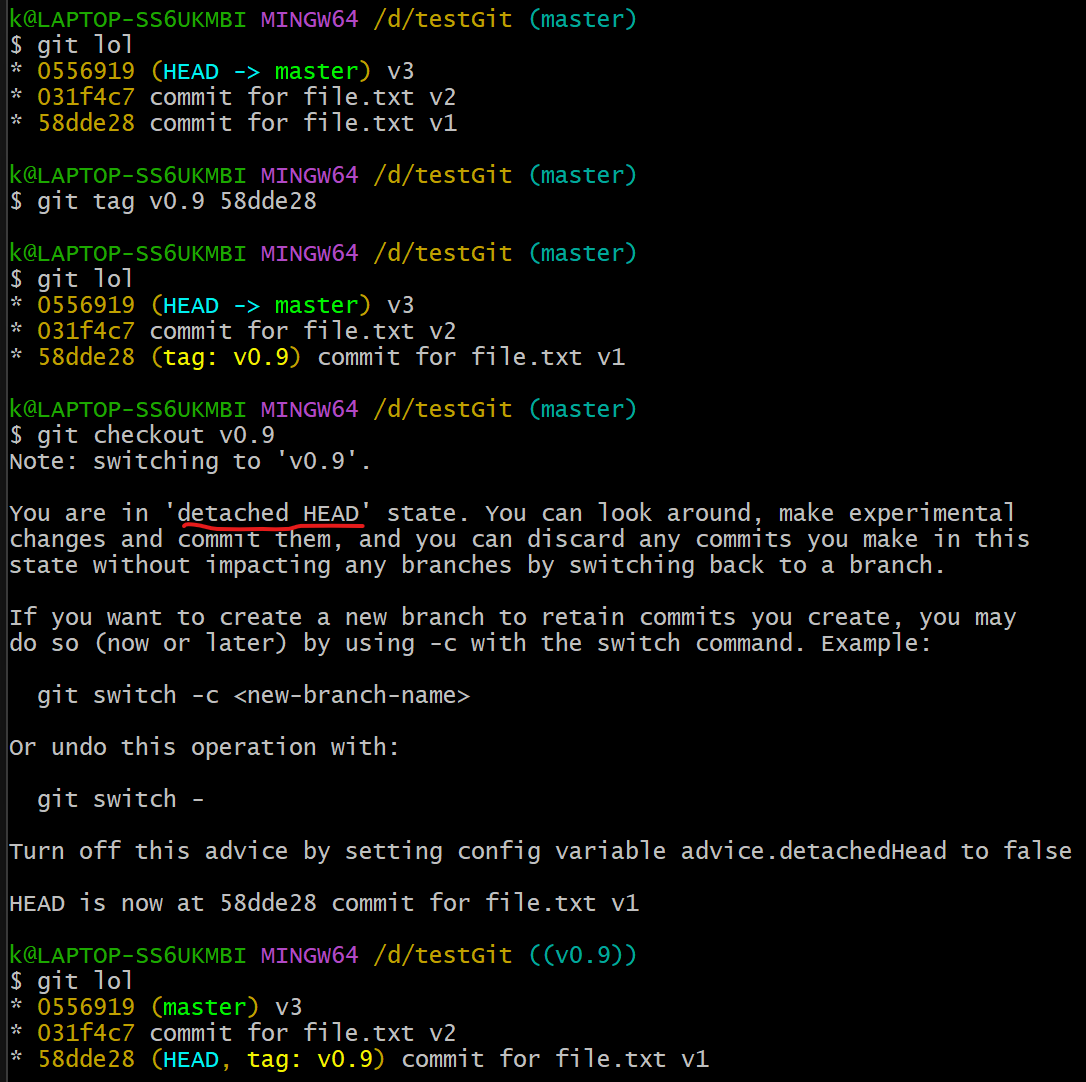 k@LAPTOP-SS6UKMBI MINGW64 /d/testGit (master)
$ git lol
* 0556919 (HEAD -> master) v3
* 031f4c7 commit for file.txt v2
* 58dde28 commit for file.txt v1
k@LAPTOP-SS6UKMBI MINGW64 /d/testGit (master)
$ git tag v0.9 58dde28
k@LAPTOP-SS6UKMBI MINGW64 /d/testGit (master)
$ git lol
* 0556919 (HEAD -> master) v3
* 031f4c7 commit for file.txt v2
* 58dde28 (tag: v0.9) commit for file.txt v1
k@LAPTOP-SS6UKMBI MINGW64 /d/testGit (master)
$ git checkout v0.9
Note: switching to 'v0.9'.
You are in 'detached HEAD' state. You can look around, make experimental
changes and commit them, and you can discard any commits you make in this
state without impacting any branches by switching back to a branch.
If you want to create a new branch to retain commits you create, you may
do so (now or later) by using -c with the switch command. Example:
git switch -c <new-branch-name>
Or undo this operation with:
git switch -
Turn off this advice by setting config variable advice.detachedHead to false
HEAD is now at 58dde28 commit for file.txt v1
k@LAPTOP-SS6UKMBI MINGW64 /d/testGit ((v0.9))
$ git lol
* 0556919 (master) v3
* 031f4c7 commit for file.txt v2
* 58dde28 (HEAD, tag: v0.9) commit for file.txt v1